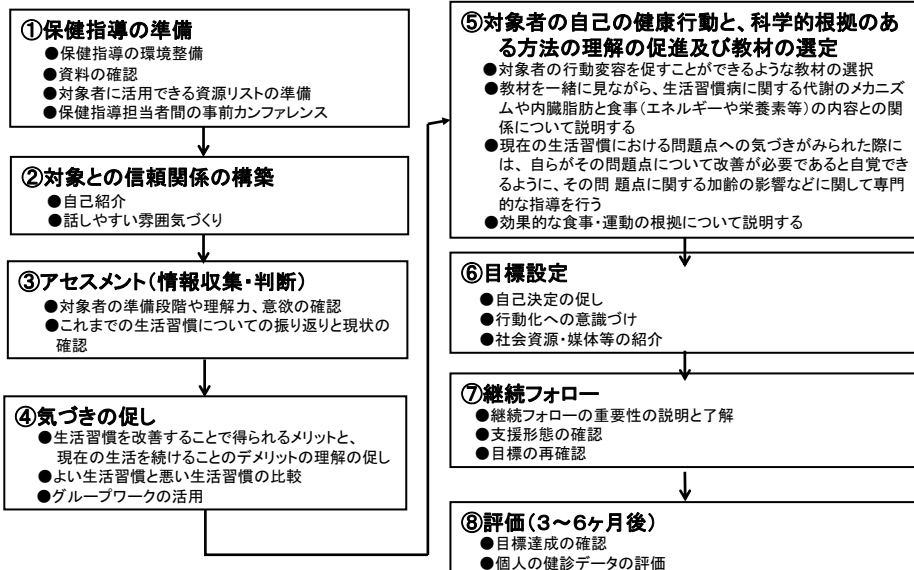 ①保健指導の準備
●保健指導の環境整備
●資料の確認
●対象者に活用できる資源リストの準備
●保健指導担当者間の事前カンファレンス
②対象との信頼関係の構築
●自己紹介
●話しやすい雰囲気づくり
③アセスメント(情報収集・判断)
●対象者の準備段階や理解力、意欲の確認
●これまでの生活習慣についての振り返りと現状の
確認
④気づきの促し
●生活習慣を改善することで得られるメリットと、
現在の生活を続けることのデメリットの理解の促し
●よい生活習慣と悪い生活習慣の比較
●グループワークの活用
⑤対象者の自己の健康行動と、科学的根拠のあ
る方法の理解の促進及び教材の選定
●対象者の行動変容を促すことができるような教材の選択
●教材を一緒に見ながら、生活習慣病に関する代謝のメカニズ
ムや内臓脂肪と食事(エネルギーや栄養素等)の内容との関
係について説明する
●現在の生活習慣における問題点への気づきがみられた際に
は、自らがその問題点について改善が必要であると自覚でき
るように、その問 題点に関する加齢の影響などに関して専門
的な指導を行う
●効果的な食事・運動の根拠について説明する
⑥目標設定
●自己決定の促し
●行動化への意識づけ
●社会資源・媒体等の紹介
⑦継続フォロー
●継続フォローの重要性の説明と了解
●支援形態の確認
●目標の再確認
⑧評価(3~6ヶ月後)
●目標達成の確認
●個人の健診データの評価